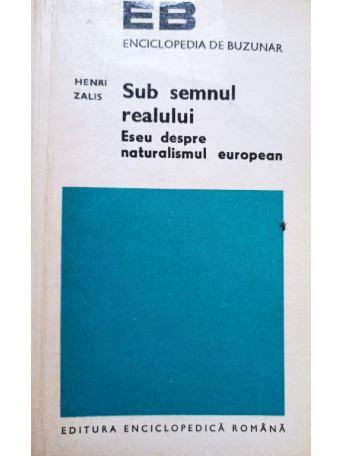 EB
ENCICLOPEDIA DE BUZUNAR
HENRI
ZALIS
Sub semnul
realului
Eseu despre
naturalismul european
EDITURA ENCICLOPEDICĂ ROMÂNĂ